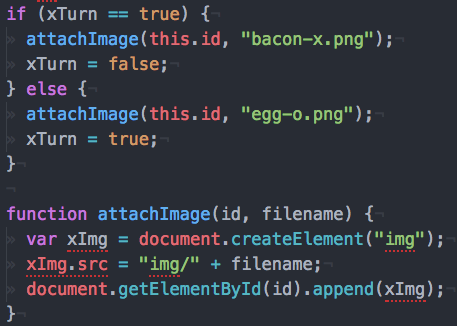 if (xTurn == true) {
attachImage(this.id, "bacon-x.png");
xTurn = false;
} else {
attachImage(this.id, "egg-o.png");
xTurn = true;
}
function attachImage(id, filename) {
var xImg = document.createElement("img");
xImg.src = "img/" + filename;
document.getElementById(id).append(xImg);
}